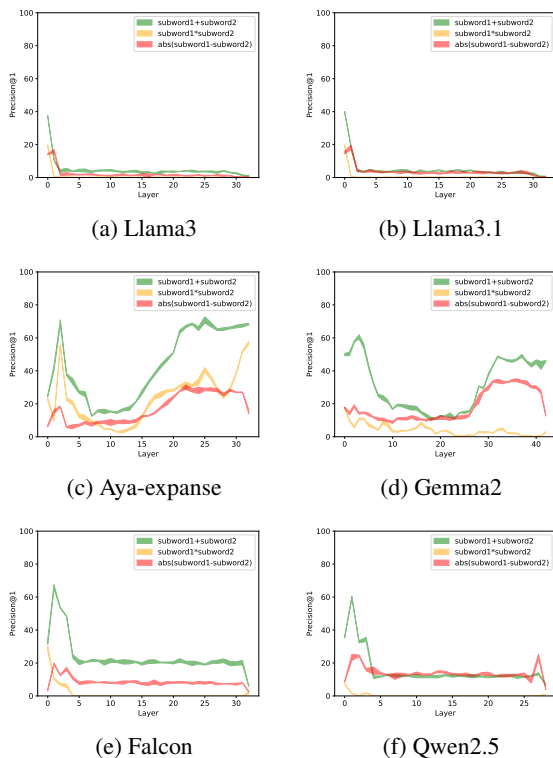 100
80
60
40
20
0
Precision@1
0 5 10 15 20 25 30
Layer
subword1+subword2
subword1*subword2
abs(subword1-subword2)
(a) Llama3
100
80
60
40
20
0
Precision@1
0 5 10 15 20 25 30
Layer
subword1+subword2
subword1*subword2
abs(subword1-subword2)
(b) Llama3.1
100
80
60
40
20
0
Precision@1
0 5 10 15 20 25 30
Layer
subword1+subword2
subword1*subword2
abs(subword1-subword2)
(c) Aya-expanse
100
80
60
40
20
0
Precision@1
0 10 20 30 40
Layer
subword1+subword2
subword1*subword2
abs(subword1-subword2)
(d) Gemma2
100
80
60
40
20
0
Precision@1
0 5 10 15 20 25 30
Layer
subword1+subword2
subword1*subword2
abs(subword1-subword2)
(e) Falcon
100
80
60
40
20
0
Precision@1
0 5 10 15 20 25
Layer
subword1+subword2
subword1*subword2
abs(subword1-subword2)
(f) Qwen2.5